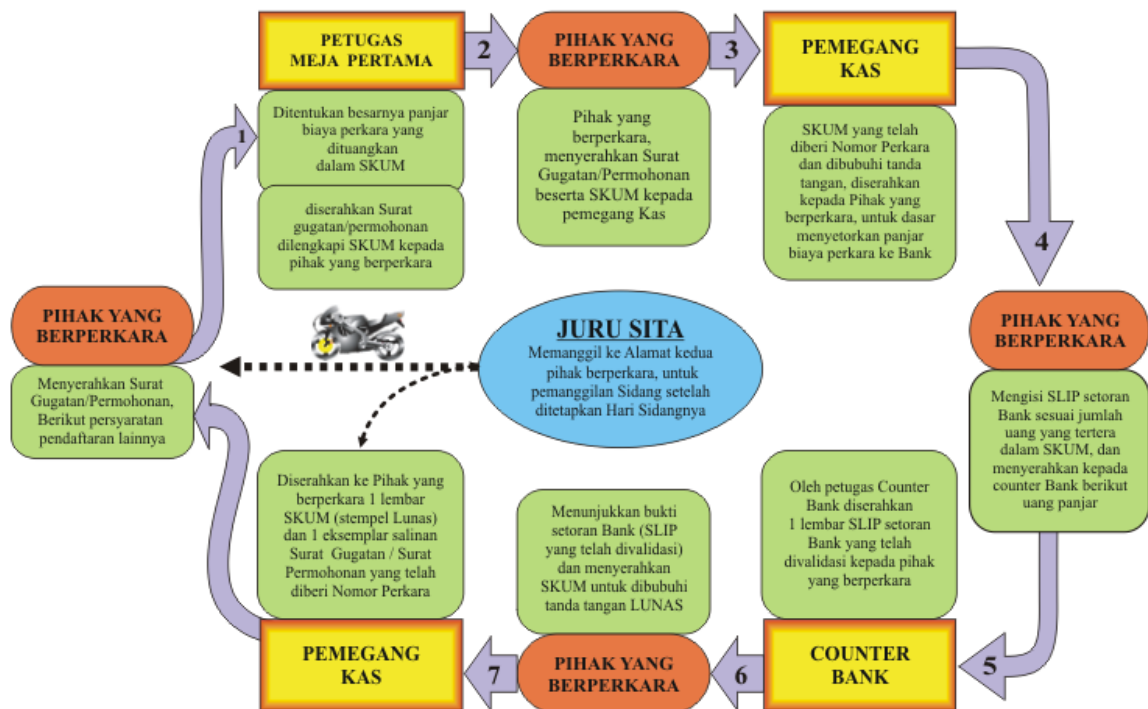 PIHAK YANG
BERPERKARA
Menyerahkan Surat
Gugatan/Permohonan,
Berikut persyaratan
pendaftaran lainnya
1
PETUGAS
MEJA PERTAMA
Ditentukan besarnya panjar
biaya perkara yang
dituangkan
dalam SKUM
diserahkan Surat
gugatan/permohonan
dilengkapi SKUM kepada
pihak yang berperkara
2
PIHAK YANG
BERPERKARA
Pihak yang
berperkara,
menyerahkan Surat
Gugatan/Permohonan
beserta SKUM kepada
pemegang Kas
3
PEMEGANG
KAS
SKUM yang telah
diberi Nomor Perkara
dan dibubuhi tanda
tangan, diserahkan
kepada Pihak yang
berperkara, untuk dasar
menyetorkan panjar
biaya perkara ke Bank
4
PIHAK YANG
BERPERKARA
Mengisi SLIP setoran
Bank sesuai jumlah
uang yang tertera
dalam SKUM, dan
menyerahkan kepada
counter Bank berikut
uang panjar
5
Oleh petugas Counter
Bank diserahkan
1 lembar SLIP setoran
Bank yang telah
divalidasi kepada pihak
yang berperkara
COUNTER
BANK
6
Menunjukkan bukti
setoran Bank (SLIP
yang telah divalidasi)
dan menyerahkan
SKUM untuk dibubuhi
tanda tangan LUNAS
PIHAK YANG
BERPERKARA
7
Diserahkan ke Pihak yang
berperkara 1 lembar
SKUM (stempel Lunas)
dan 1 eksemplar salinan
Surat Gugatan / Surat
Permohonan yang telah
diberi Nomor Perkara
PEMEGANG
KAS
JURU SITA
Memanggil ke Alamat kedua
pihak berperkara, untuk
pemanggilan Sidang setelah
ditetapkan Hari Sidangnya